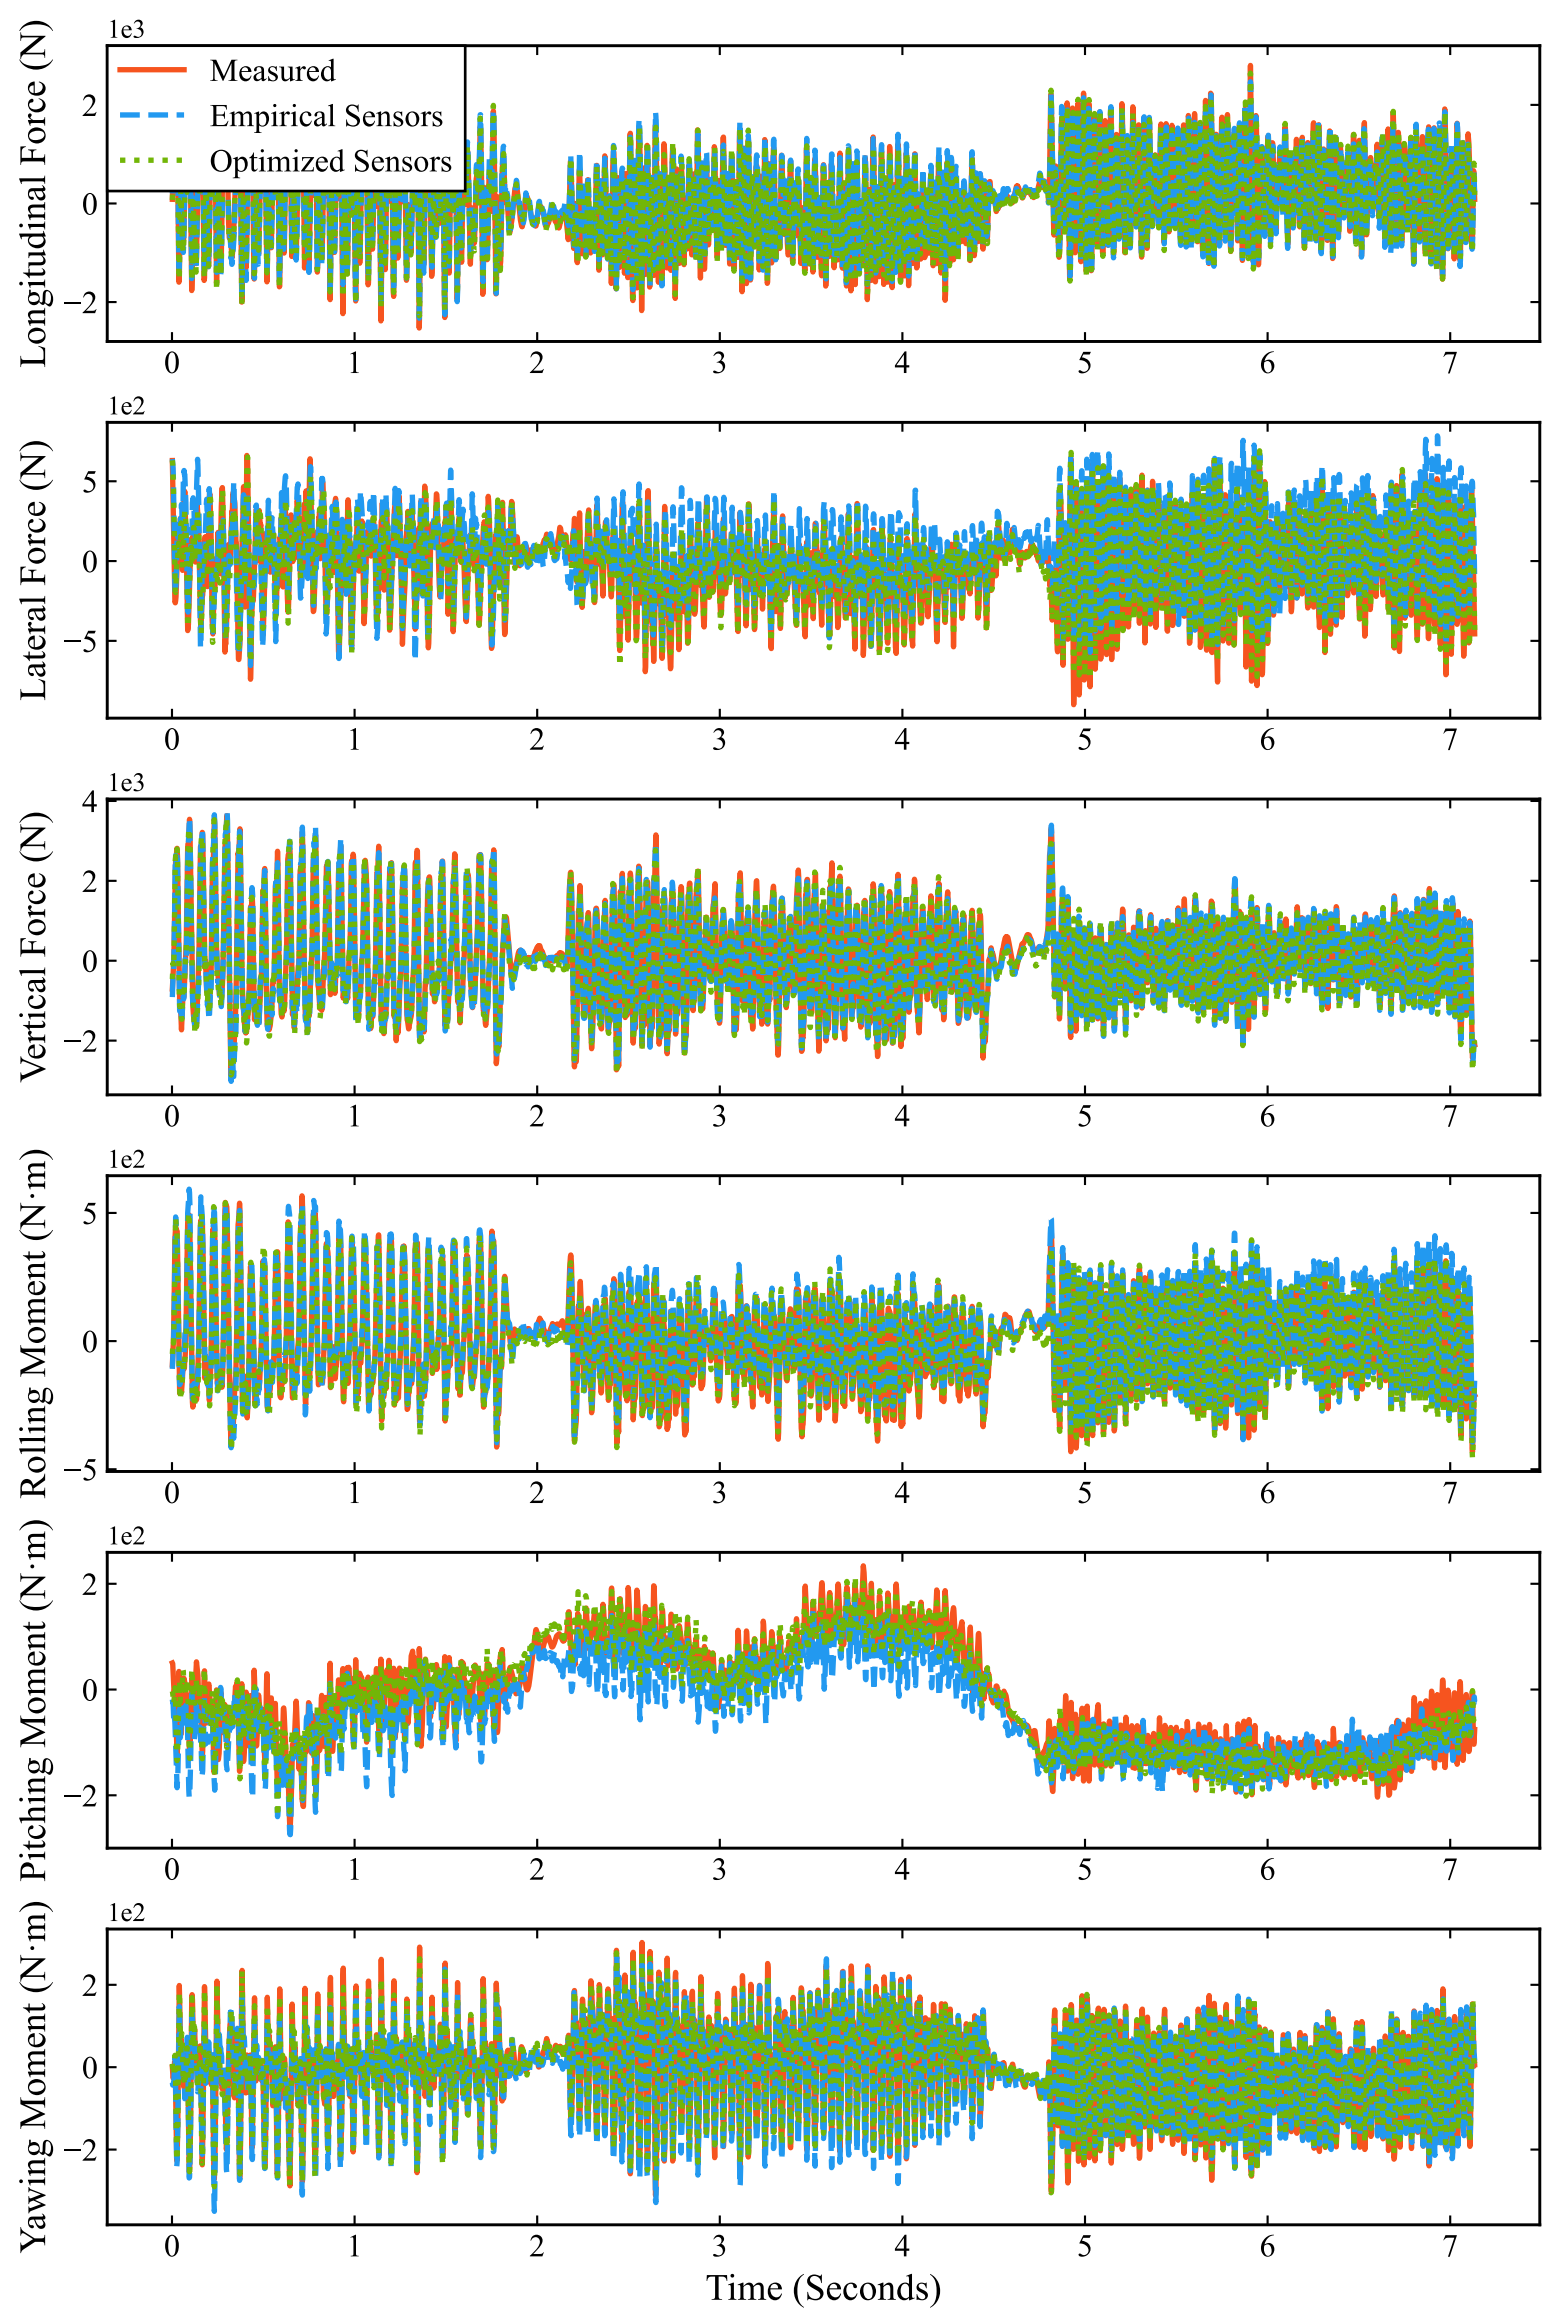 1e3
Longitudinal Force (N)
Measured
Empirical Sensors
Optimized Sensors
2
0
−2
0 1 2 3 4 5 6 7
1e2
Lateral Force (N)
5
0
−5
0 1 2 3 4 5 6 7
1e3
Vertical Force (N)
4
2
0
−2
0 1 2 3 4 5 6 7
1e2
Rolling Moment (N·m)
5
0
−5
0 1 2 3 4 5 6 7
1e2
Pitching Moment (N·m)
2
0
−2
0 1 2 3 4 5 6 7
1e2
Yawing Moment (N·m)
2
0
−2
0 1 2 3 4 5 6 7
Time (Seconds)